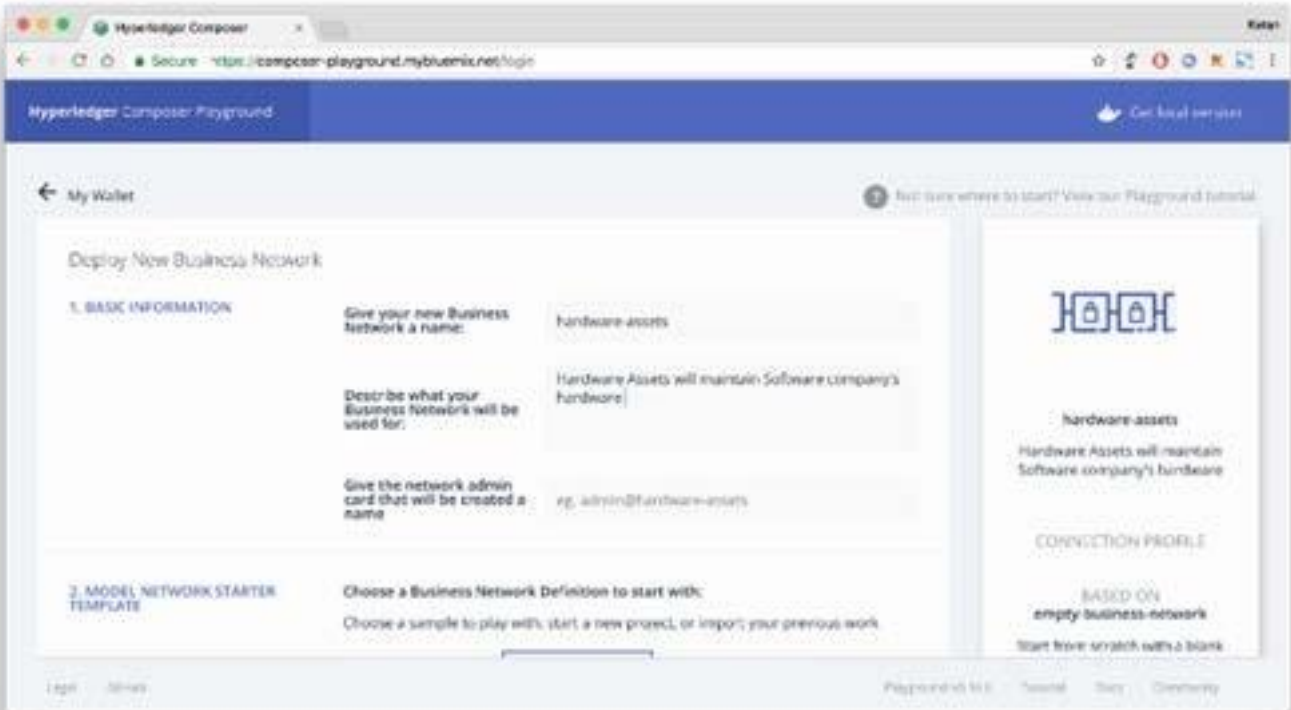 Hyperledger Composer
Ketan
Secure https://composer-playground.mybluemix.net/login
Hyperledger Composer Playground
Get local version
My Wallet
Not sure where to start? View our Playground tutorial
Deploy New Business Network
1. BASIC INFORMATION
Give your new Business
Network a name:
hardware-assets
Describe what your
Business Network will be
used for:
Hardware Assets will maintain Software company's
hardware
Give the network admin
card that will be created a
name
eg. admin@hardware-assets
2. MODEL NETWORK STARTER
TEMPLATE
Choose a Business Network Definition to start with:
Choose a sample to play with, start a new project, or import your previous work
hardware-assets
Hardware Assets will maintain
Software company's hardware
CONNECTION PROFILE
BASED ON
empty-business-network
Start from scratch with a blank
Legal GitHub
Playground Tutorial Docs Community